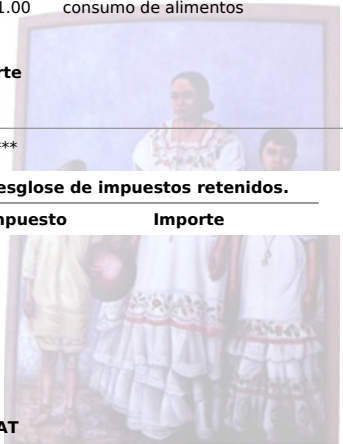 1.00 consumo de alimentos
rte
***
esglose de impuestos retenidos.
mpuesto Importe
AT